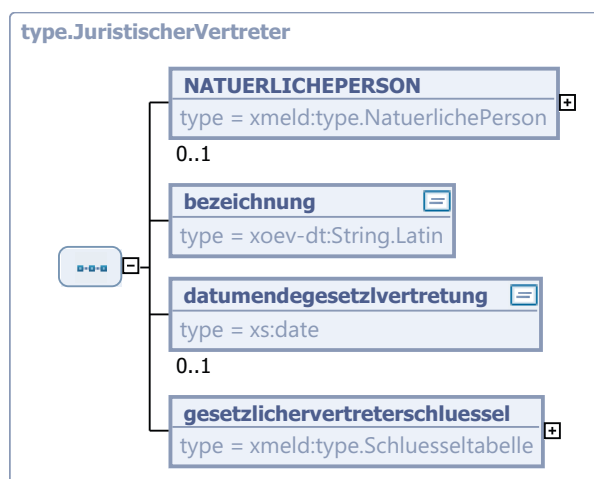 type.JuristischerVertreter
NATUERLICHEPERSON
type = xmeld:type.NatuerlichePerson
0..1
bezeichnung
type = xoev-dt:String.Latin
datumendegesetzlvertretung
type = xs:date
0..1
gesetzlichervertreterschluessel
type = xmeld:type.Schluesseltabelle